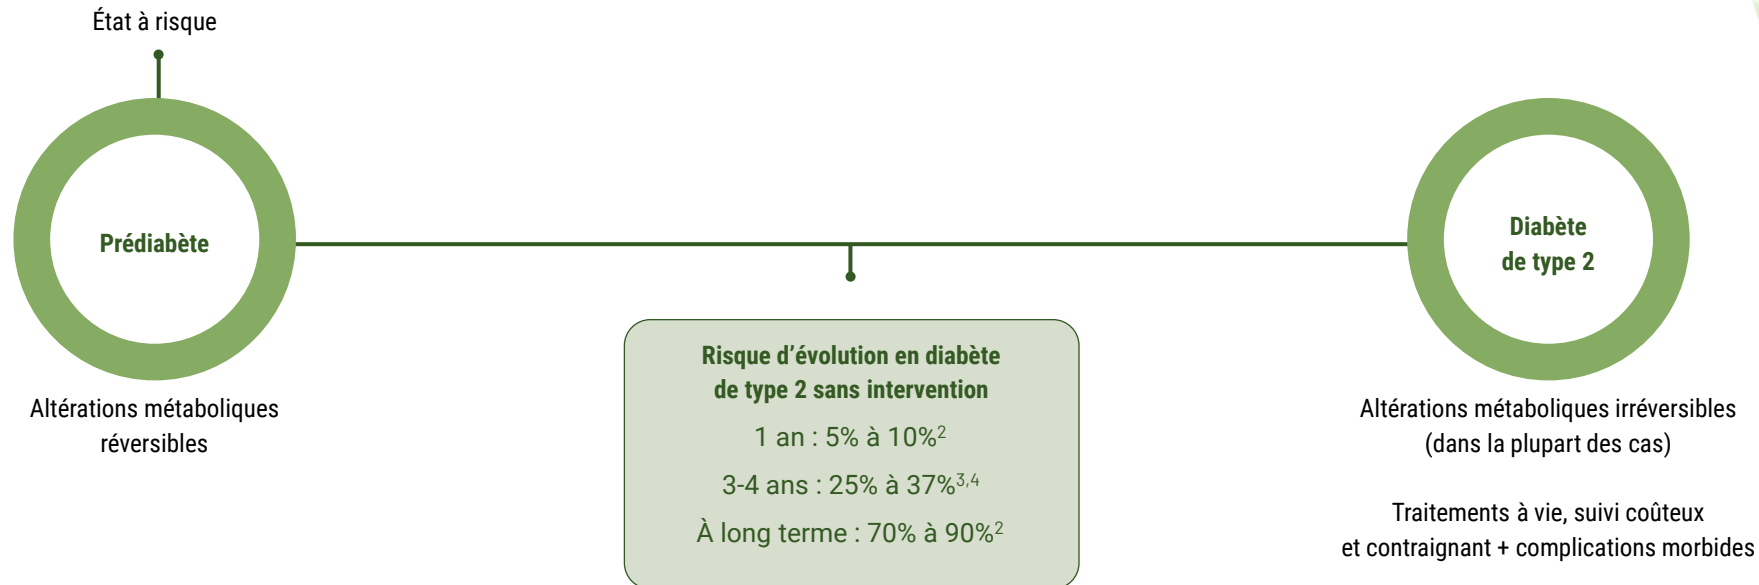 État à risque
Prédiabète
Altérations métaboliques
réversibles
Risque d’évolution en diabète
de type 2 sans intervention
1 an : 5% à 10%2
3-4 ans : 25% à 37%3,4
À long terme : 70% à 90%2
Diabète
de type 2
Altérations métaboliques irréversibles
(dans la plupart des cas)
Traitements à vie, suivi coûteux
et contraignant + complications morbides